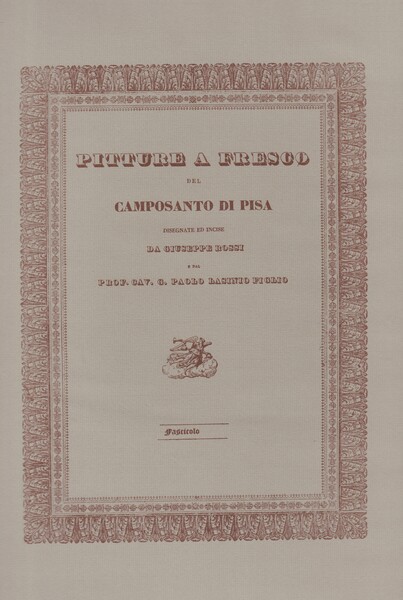 PITTURE A FRESCO
DEL
CAMPOSANTO DI PISA
DISEGNATE ED INCISE
DA GIUSEPPE ROSSI
E DAL
PROF. CAV. G. PAOLO LASINIO FIGLIO
Fascicolo